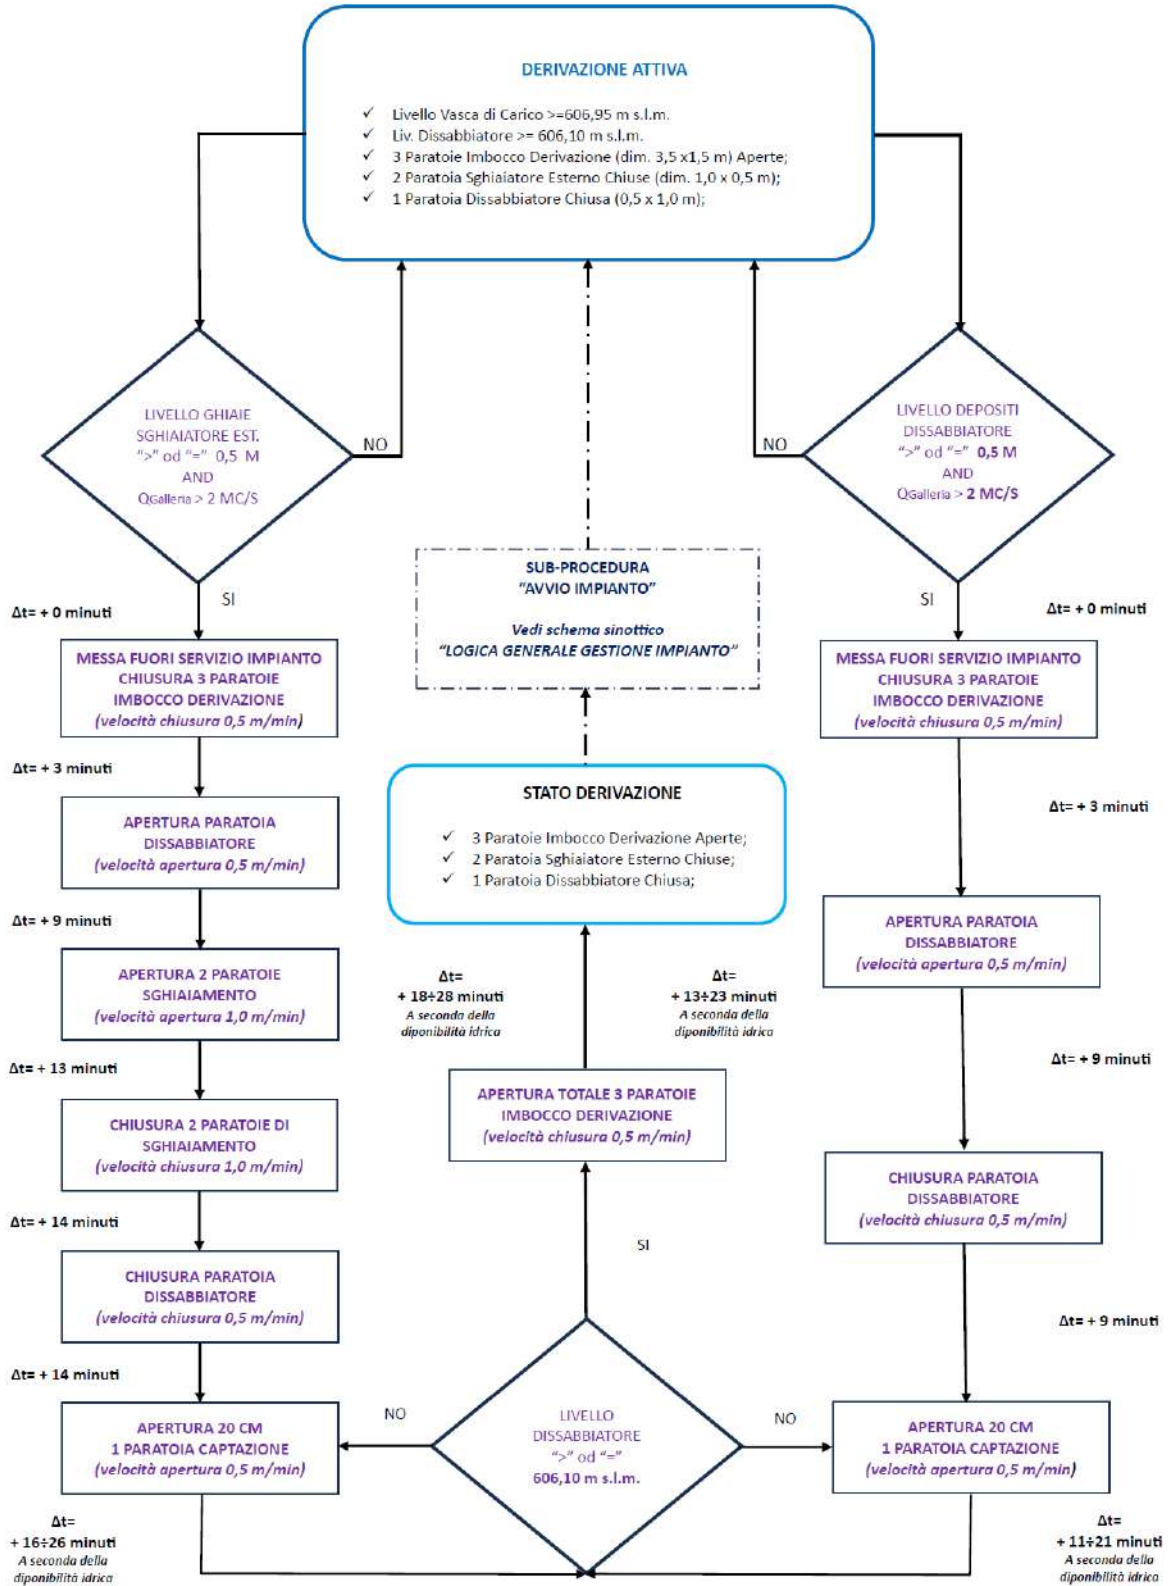 DERIVAZIONE ATTIVA
✓ Livello Vasca di Carico >=606,95 m s.l.m.
✓ Liv. Dissabbiatore >= 606,10 m s.l.m.
✓ 3 Paratoie Imbocco Derivazione (dim. 3,5 x1,5 m) Aperte;
✓ 2 Paratoia Sghiaiatore Esterno Chiuse (dim. 1,0 x 0,5 m);
✓ 1 Paratoia Dissabbiatore Chiusa (0,5 x 1,0 m);
LIVELLO GHIAIE
SGHIAIATORE EST.
“>” od “=” 0,5 M
AND
QGalleria > 2 MC/S
NO
SI
LIVELLO DEPOSITI
DISSABBIATORE
“>” od “=” 0,5 M
AND
QGalleria > 2 MC/S
NO
SI
SUB-PROCEDURA
“AVVIO IMPIANTO”
Vedi schema sinottico
“LOGICA GENERALE GESTIONE IMPIANTO”
Δt= + 0 minuti
MESSA FUORI SERVIZIO IMPIANTO
CHIUSURA 3 PARATOIE
IMBOCCO DERIVAZIONE
(velocità chiusura 0,5 m/min)
Δt= + 3 minuti
APERTURA PARATOIA
DISSABBIATORE
(velocità apertura 0,5 m/min)
Δt= + 9 minuti
APERTURA 2 PARATOIE
SGHIAIAMENTO
(velocità apertura 1,0 m/min)
Δt= + 13 minuti
CHIUSURA 2 PARATOIE DI
SGHIAIAMENTO
(velocità chiusura 1,0 m/min)
Δt= + 14 minuti
CHIUSURA PARATOIA
DISSABBIATORE
(velocità chiusura 0,5 m/min)
Δt= + 14 minuti
APERTURA 20 CM
1 PARATOIA CAPTAZIONE
(velocità apertura 0,5 m/min)
Δt=
+ 16÷26 minuti
A seconda della
diponibilità idrica
STATO DERIVAZIONE
✓ 3 Paratoie Imbocco Derivazione Aperte;
✓ 2 Paratoia Sghiaiatore Esterno Chiuse;
✓ 1 Paratoia Dissabbiatore Chiusa;
Δt=
+ 18÷28 minuti
A seconda della
diponibilità idrica
Δt=
+ 13÷23 minuti
A seconda della
diponibilità idrica
APERTURA TOTALE 3 PARATOIE
IMBOCCO DERIVAZIONE
(velocità chiusura 0,5 m/min)
SI
LIVELLO
DISSABBIATORE
“>” od “=”
606,10 m s.l.m.
NO
NO
Δt= + 0 minuti
MESSA FUORI SERVIZIO IMPIANTO
CHIUSURA 3 PARATOIE
IMBOCCO DERIVAZIONE
(velocità chiusura 0,5 m/min)
Δt= + 3 minuti
APERTURA PARATOIA
DISSABBIATORE
(velocità apertura 0,5 m/min)
Δt= + 9 minuti
CHIUSURA PARATOIA
DISSABBIATORE
(velocità chiusura 0,5 m/min)
Δt= + 9 minuti
APERTURA 20 CM
1 PARATOIA CAPTAZIONE
(velocità apertura 0,5 m/min)
Δt=
+ 11÷21 minuti
A seconda della
diponibilità idrica